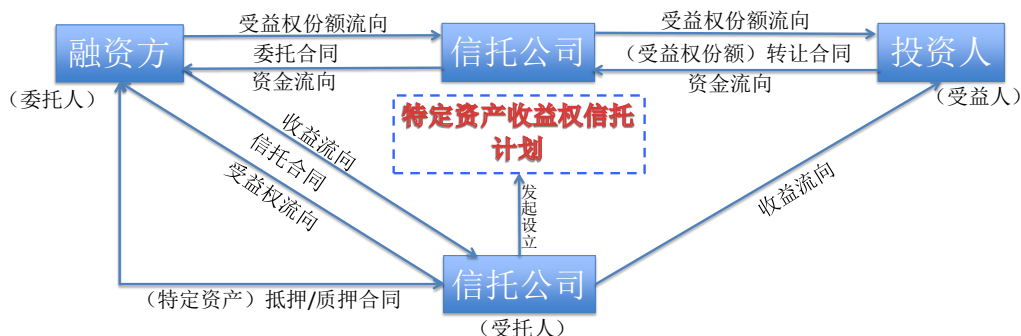 受益权份额流向
受益权份额流向
融资方
委托合同
信托公司
（受益权份额）转让合同
投资人
资金流向
资金流向
（委托人）
（受益人）
特定资产收益权信托
计划
收益流向
信托合同
受益权流向
发起设立
收益流向
信托公司
（特定资产）抵押/质押合同
（受托人）